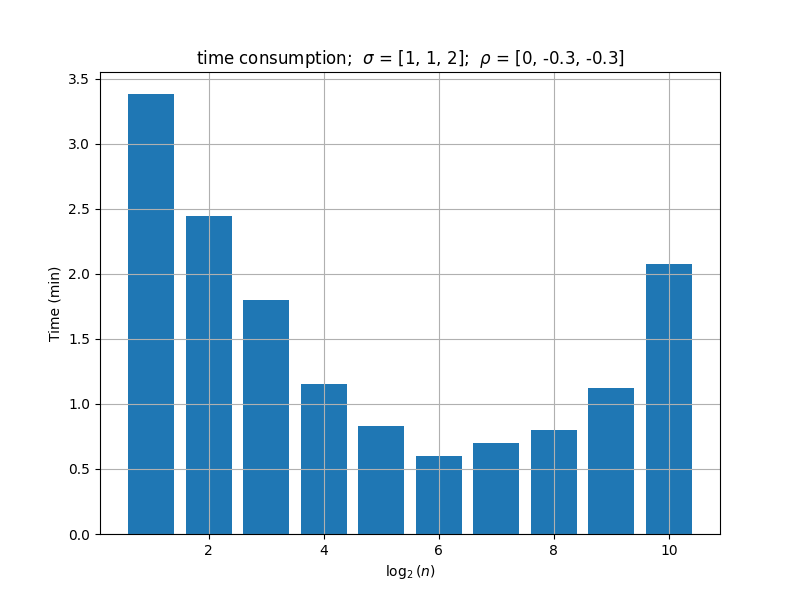 time consumption;  σ = [1, 1, 2];  ρ = [0, -0.3, -0.3]
3.5
3.0
2.5
2.0
1.5
1.0
0.5
0.0
Time (min)
2 4 6 8 10
log₂(n)